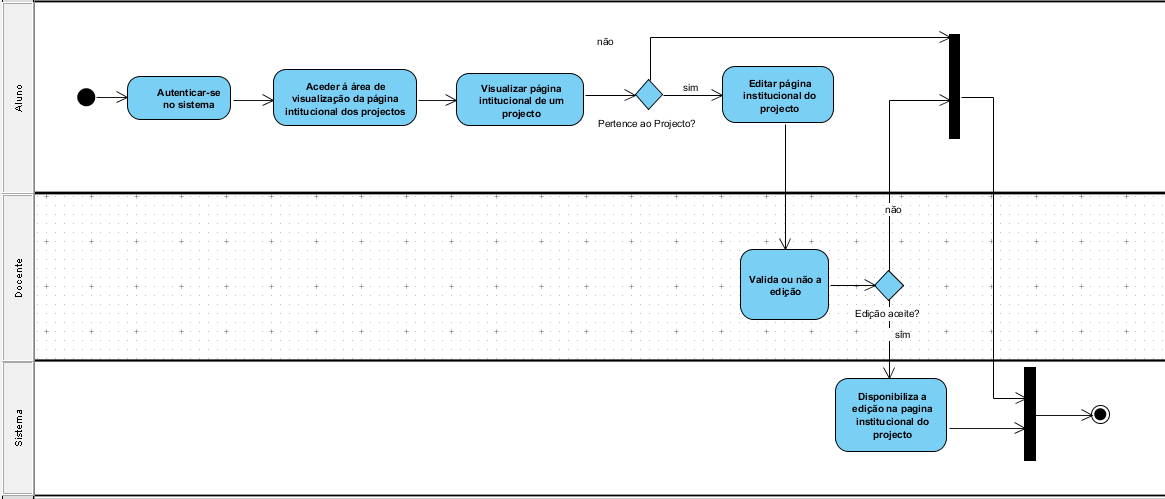 Aluno
Autenticar-se
no sistema
Aceder á área de
visualização da página
intitucional dos projectos
Visualizar página
intitucional de um
projecto
não
sim
Pertence ao Projecto?
Editar página
institucional do
projecto
Docente
Valida ou não a
edição
não
Edição aceite?
sim
Sistema
Disponibiliza a
edição na pagina
institucional do
projecto